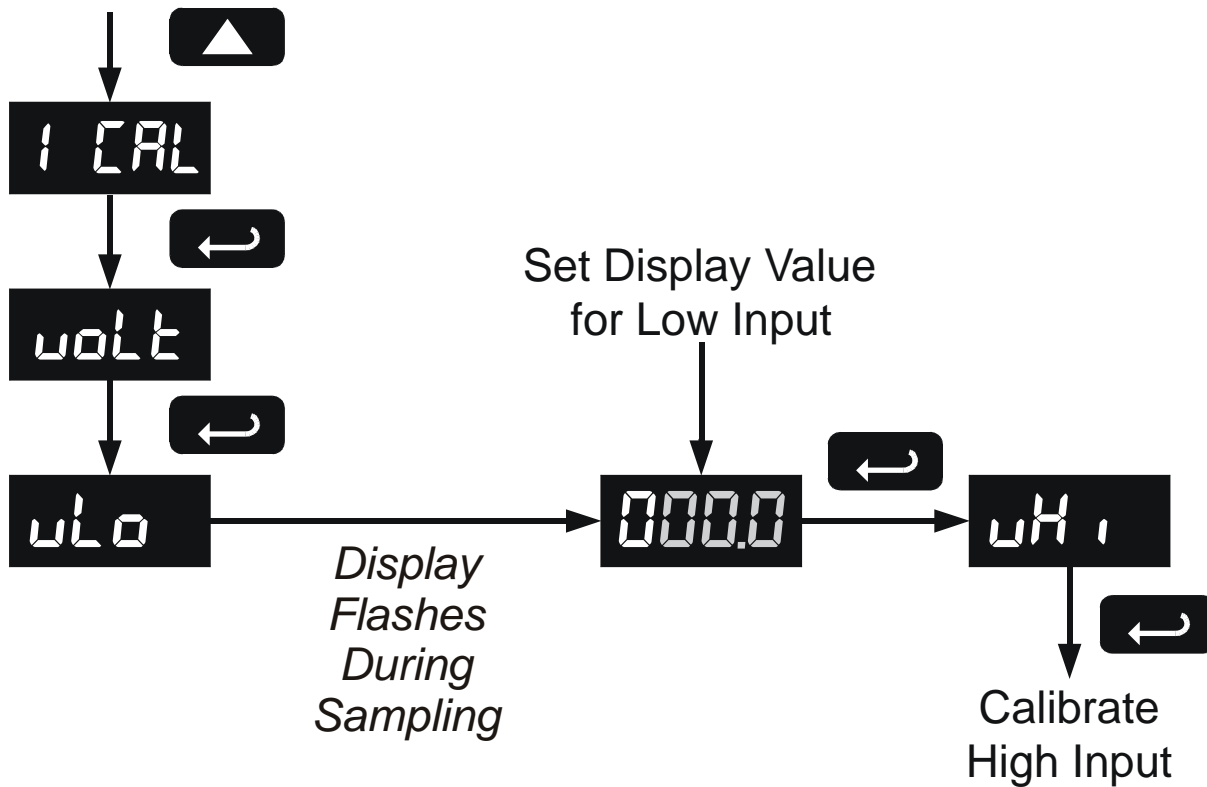 1 CAL
voLt
vLo
Display
Flashes
During
Sampling
Set Display Value
for Low Input
000.0
vHi
Calibrate
High Input